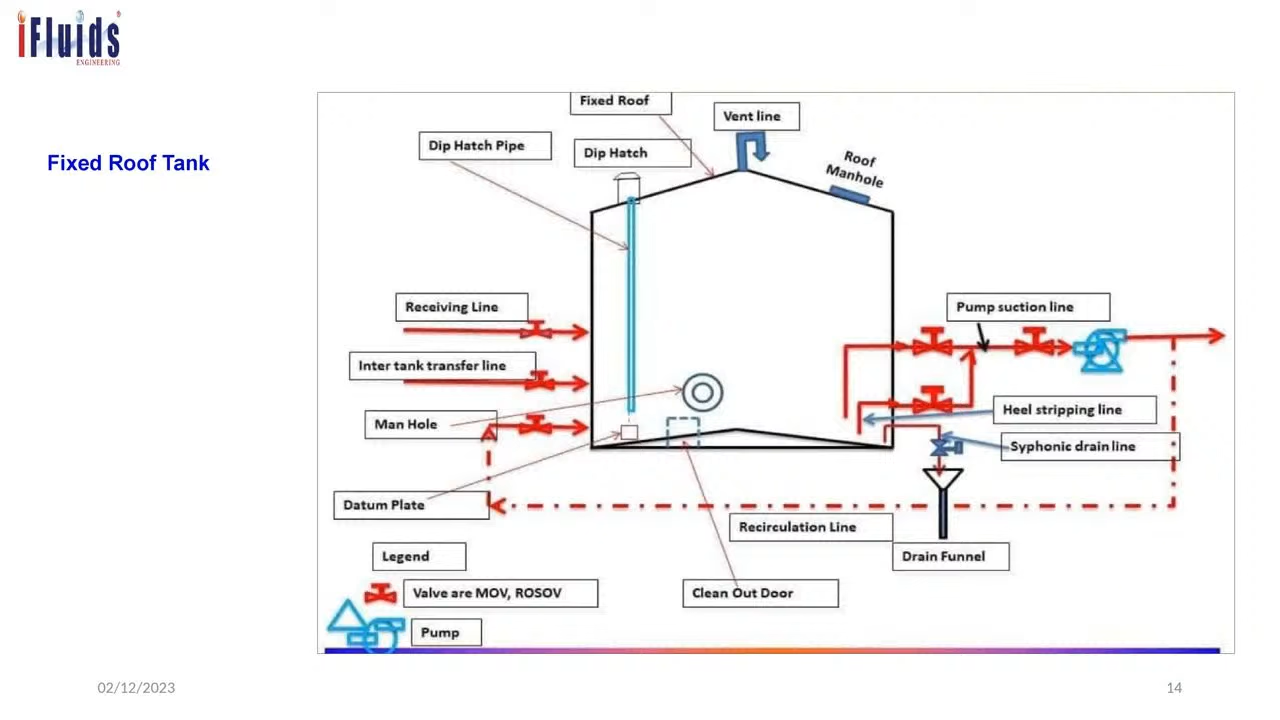 iFluids
ENGINEERING
Fixed Roof Tank
Fixed Roof
Vent line
Dip Hatch Pipe
Dip Hatch
Roof
Manhole
Receiving Line
Pump suction line
Inter tank transfer line
Man Hole
Heel stripping line
Syphonic drain line
Datum Plate
Recirculation Line
Legend
Drain Funnel
Valve are MOV, ROSOV
Clean Out Door
Pump
02/12/2023
14